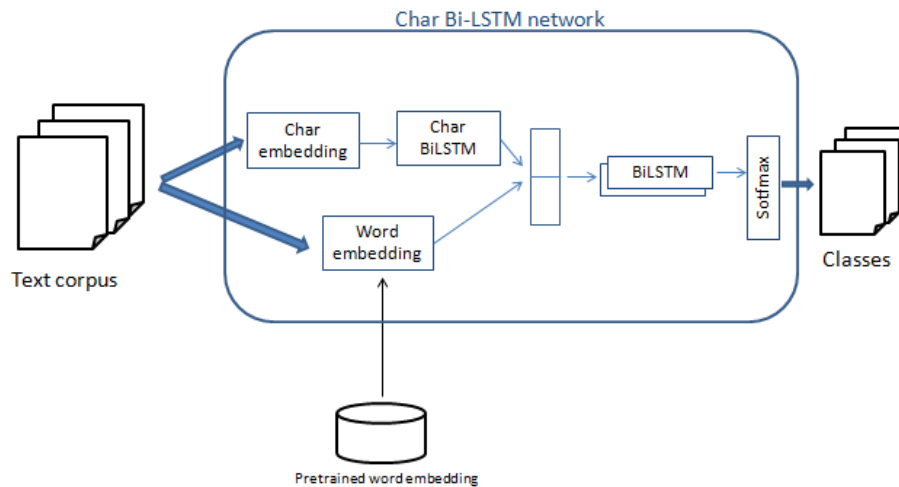 Char Bi-LSTM network
Char
embedding
Char
BiLSTM
BiLSTM
Sotfmax
Word
embedding
Text corpus
Classes
Pretrained word embedding